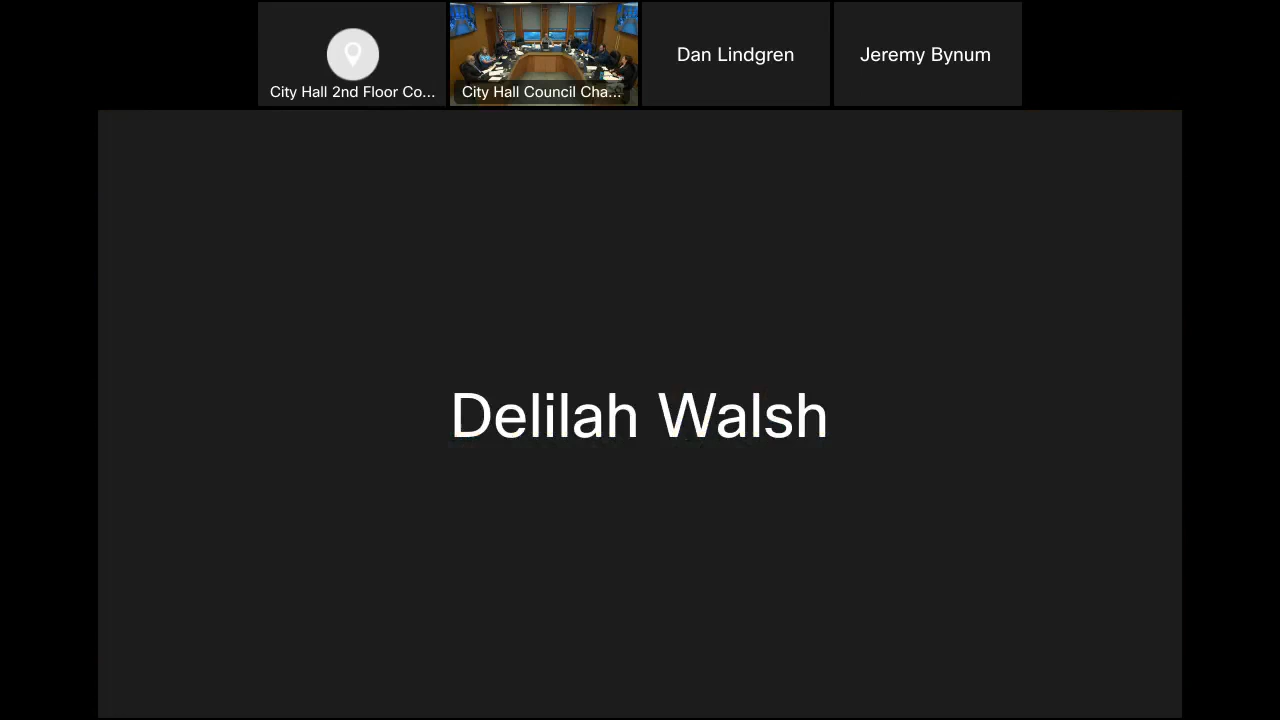 City Hall 2nd Floor Co...
City Hall Council Cha...
Dan Lindgren
Jeremy Bynum
Delilah Walsh